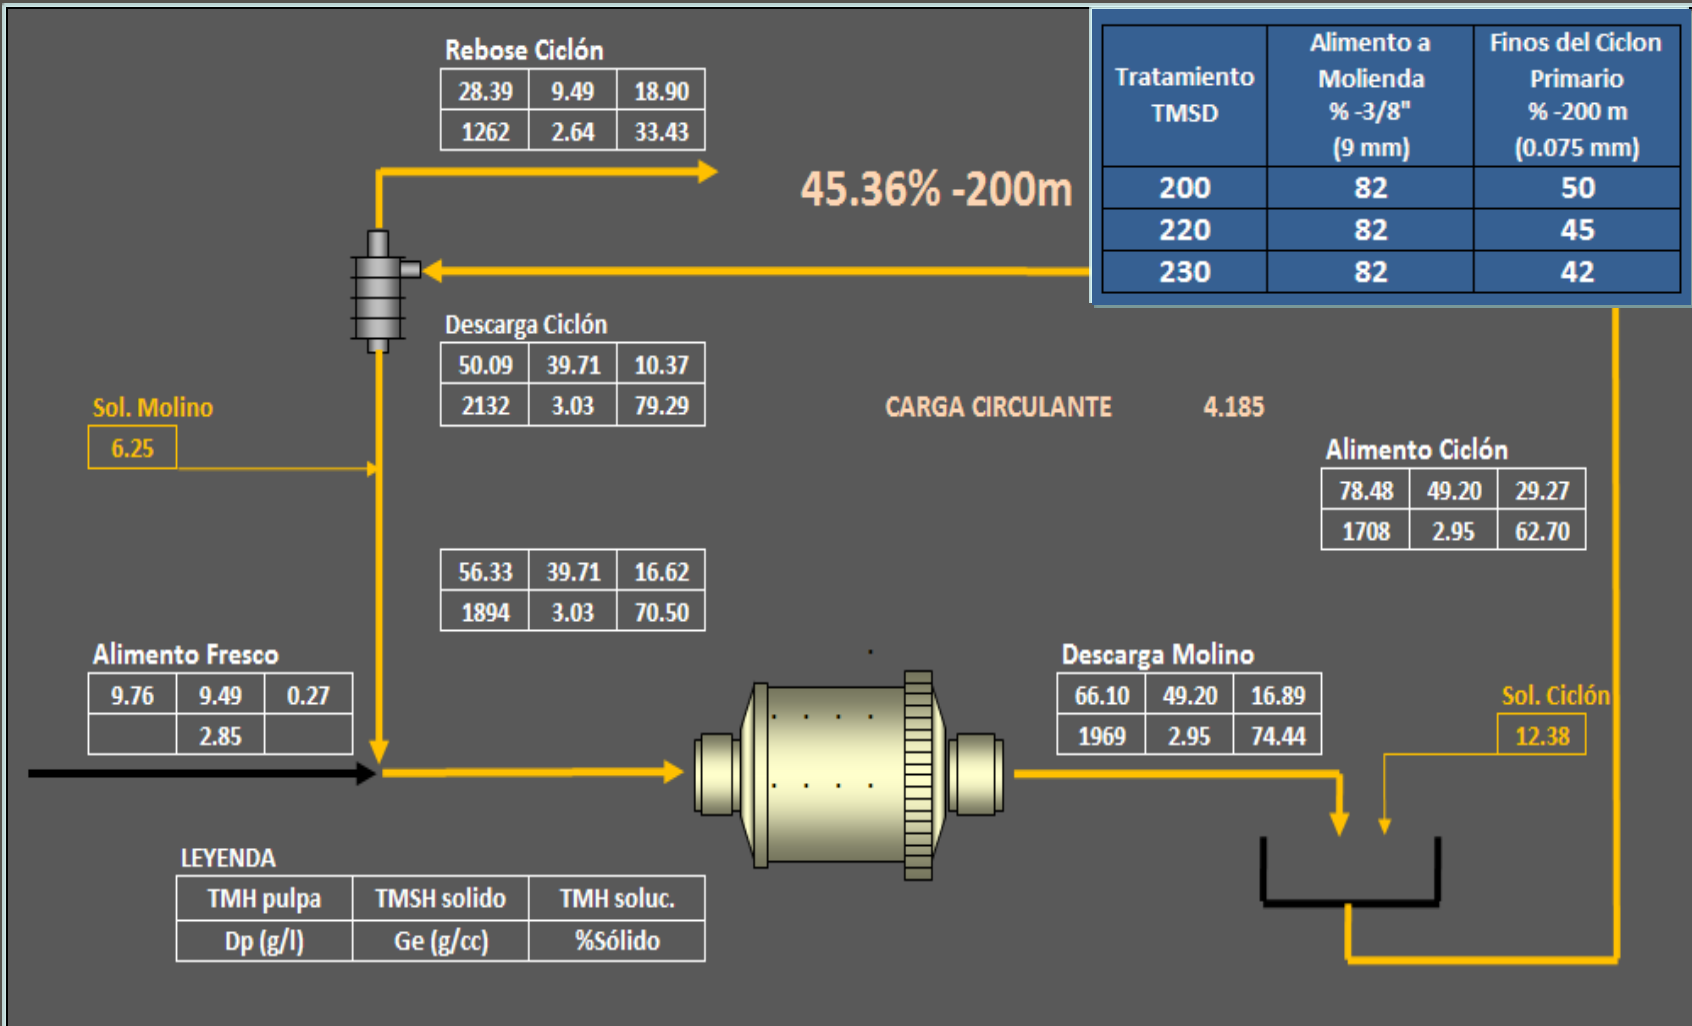 Rebose Ciclón
28.39 9.49 18.90
1262 2.64 33.43
45.36% -200m
Tratamiento TMSD
Alimento a Molienda % -3/8" (9 mm)
Finos del Ciclon Primario % -200 m (0.075 mm)
200 82 50
220 82 45
230 82 42
Descarga Ciclón
50.09 39.71 10.37
2132 3.03 79.29
Sol. Molino
6.25
CARGA CIRCULANTE 4.185
Alimento Ciclón
78.48 49.20 29.27
1708 2.95 62.70
56.33 39.71 16.62
1894 3.03 70.50
Alimento Fresco
9.76 9.49 0.27
2.85
Descarga Molino
66.10 49.20 16.89
1969 2.95 74.44
Sol. Ciclón
12.38
LEYENDA
TMH pulpa TMSH solido TMH soluc.
Dp (g/l) Ge (g/cc) %Sólido